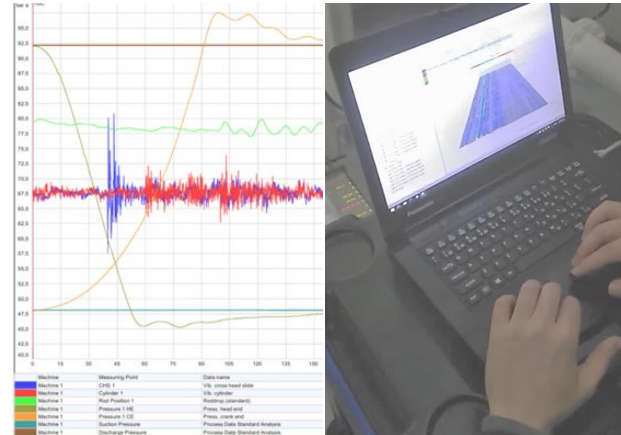 bar a
°DC
95,0
92,5
90,0
87,5
85,0
82,5
80,0
77,5
75,0
72,5
70,0
67,5
65,0
62,5
60,0
57,5
55,0
52,5
50,0
47,5
45,0
42,5
40,0
0 15 30 45 60 75 90 105 120 135 150
Machine Measuring Point Data name
Machine 1 CHS 1 Vib. cross head slide
Machine 1 Cylinder 1 Vib. cylinder
Machine 1 Rod Position 1 Roddrop (standard)
Machine 1 Pressure 1 HE Press. head end
Machine 1 Pressure 1 CE Press. crank end
Machine 1 Suction Pressure Process Data Standard Analysis
Machine 1 Discharge Pressure Process Data Standard Analysis
Panasonic